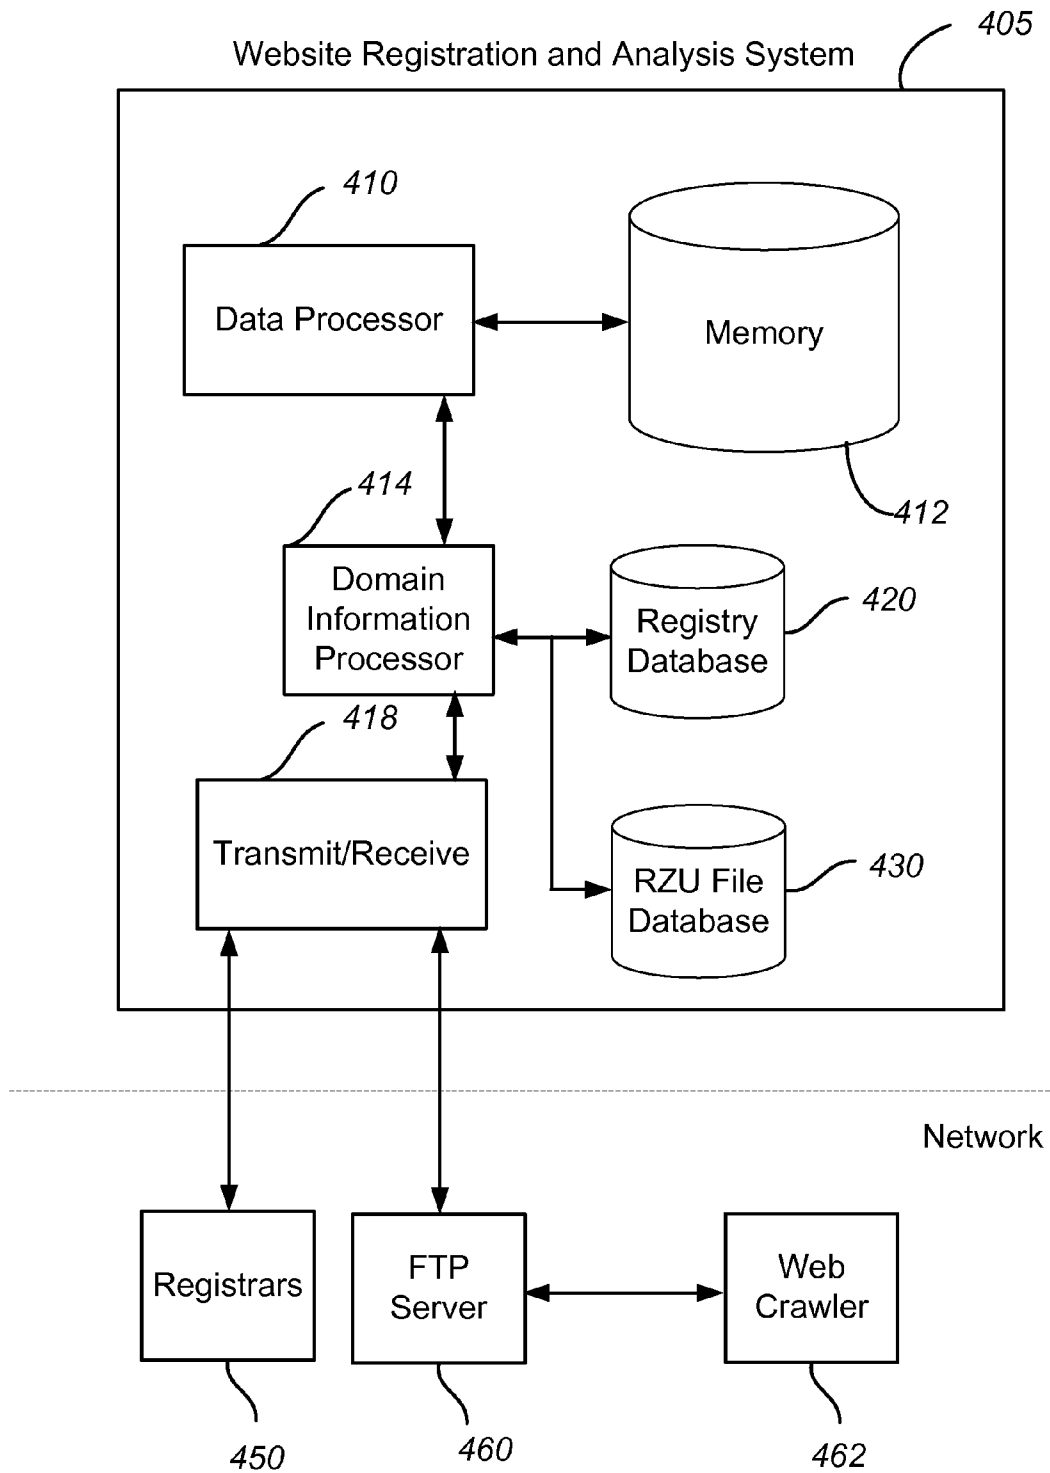 405
Website Registration and Analysis System
410
Data Processor
Memory
412
414
Domain
Information
Processor
Registry
Database
420
418
Transmit/Receive
RZU File
Database
430
Network
Registrars
FTP
Server
Web
Crawler
450
460
462